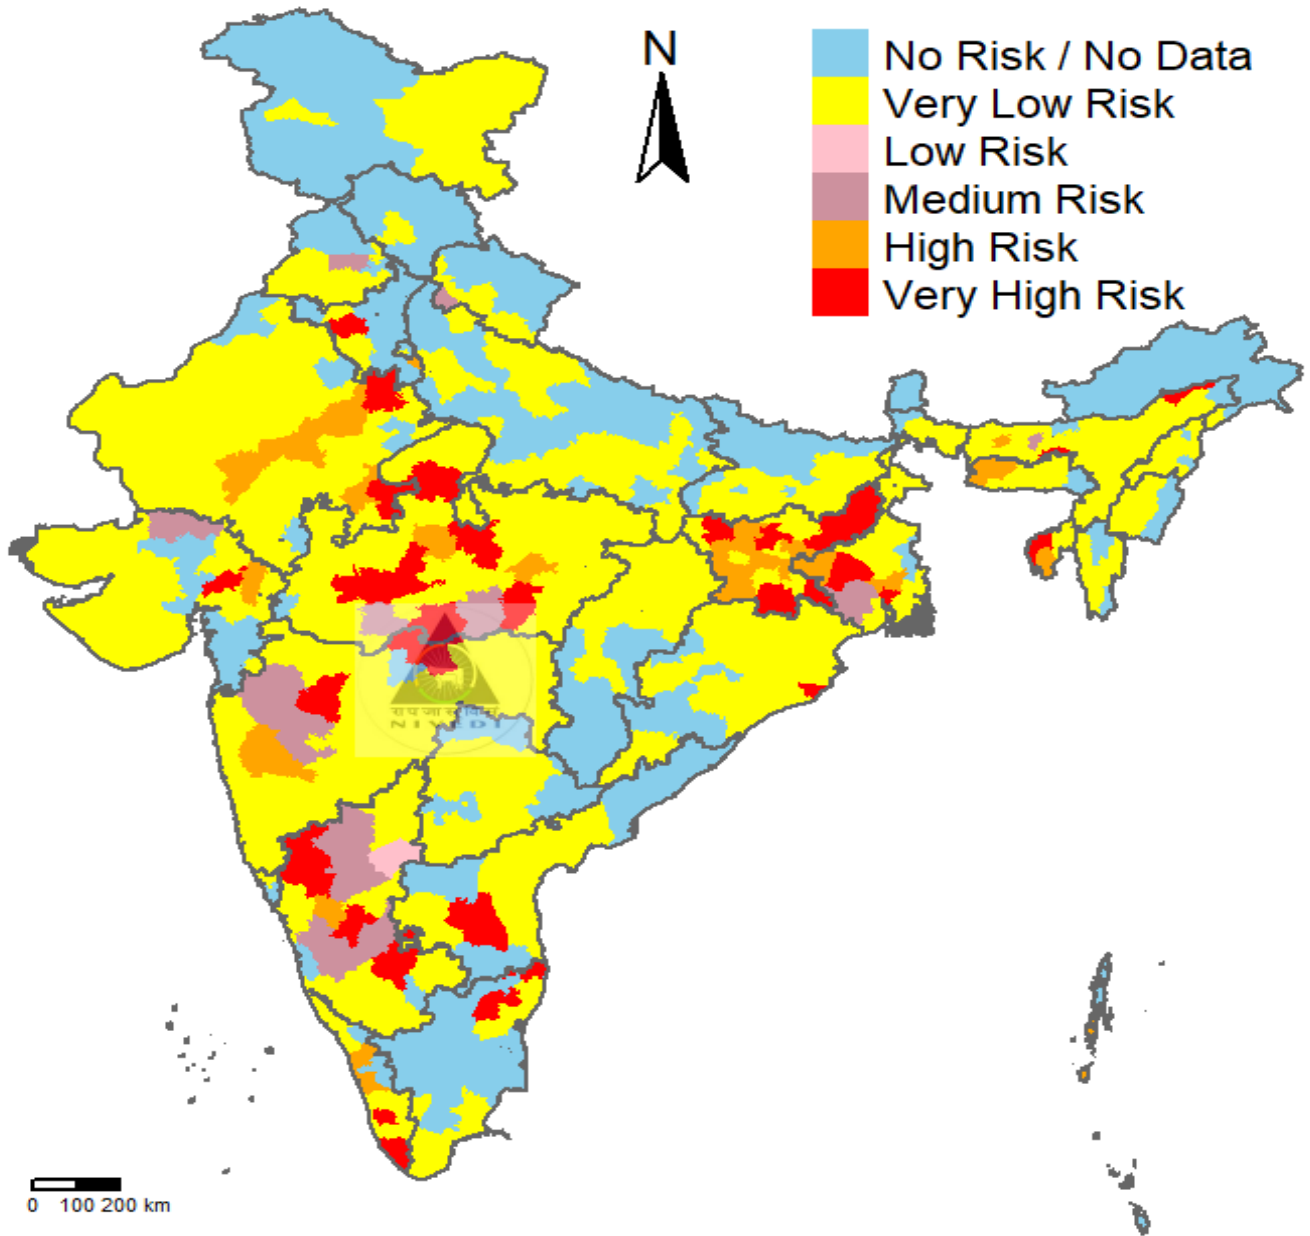 N
No Risk / No Data
Very Low Risk
Low Risk
Medium Risk
High Risk
Very High Risk
NIVEDI
0 100 200 km